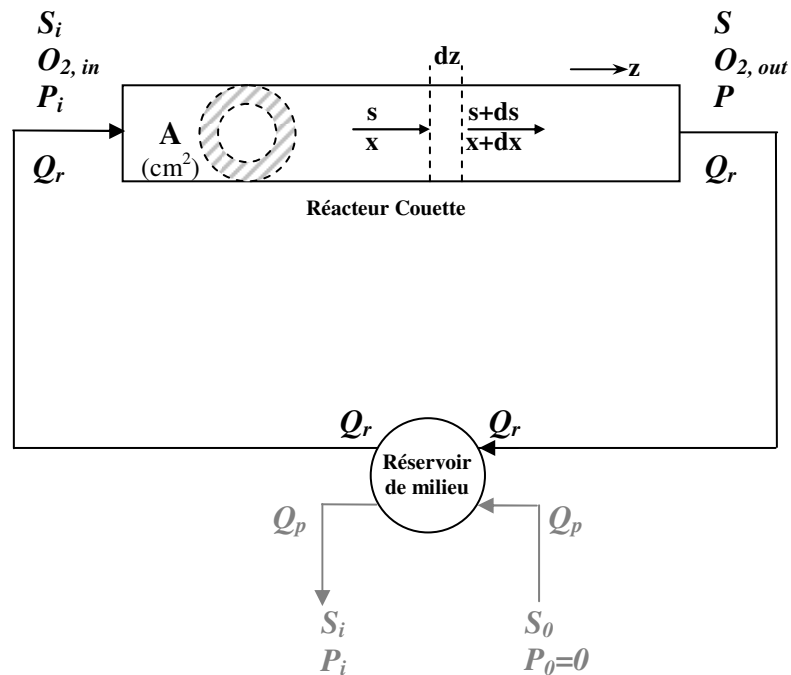 Si
O2, in
Pi
Qr
A
(cm²)
s
x
dz
s+ds
x+dx
z
S
O2, out
P
Qr
Réacteur Couette
Qr
Qr
Réservoir
de milieu
Qp
Qp
Si
Pi
S0
P0=0